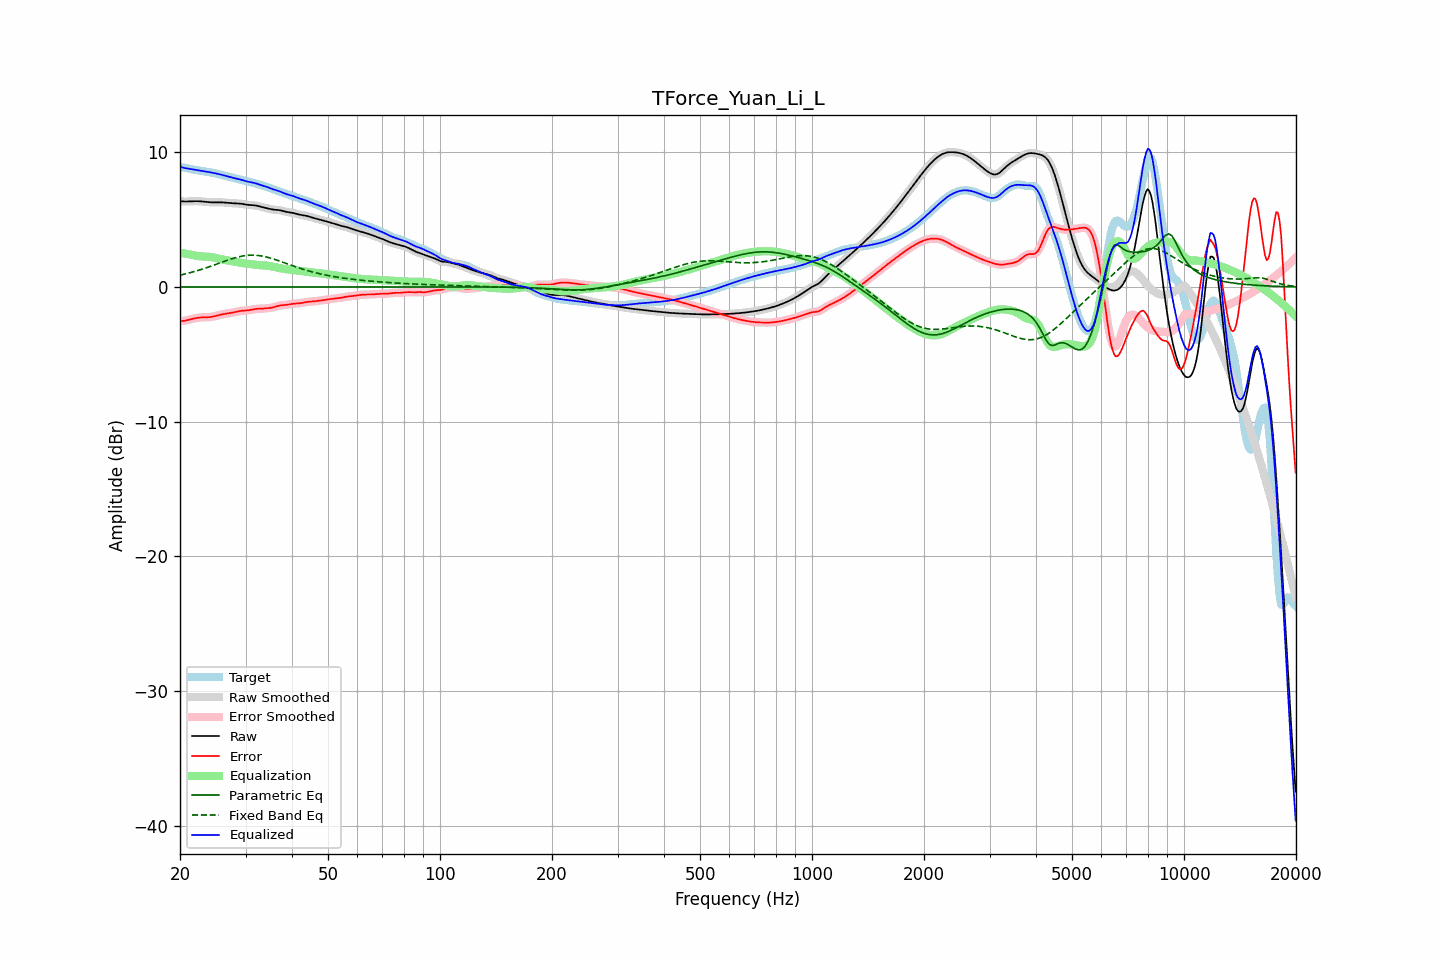 TForce_Yuan_Li_L
Amplitude (dBr)
10
0
−10
−20
−30
−40
Target
Raw Smoothed
Error Smoothed
Raw
Error
Equalization
Parametric Eq
Fixed Band Eq
Equalized
20 50 100 200 500 1000 2000 5000 10000 20000
Frequency (Hz)